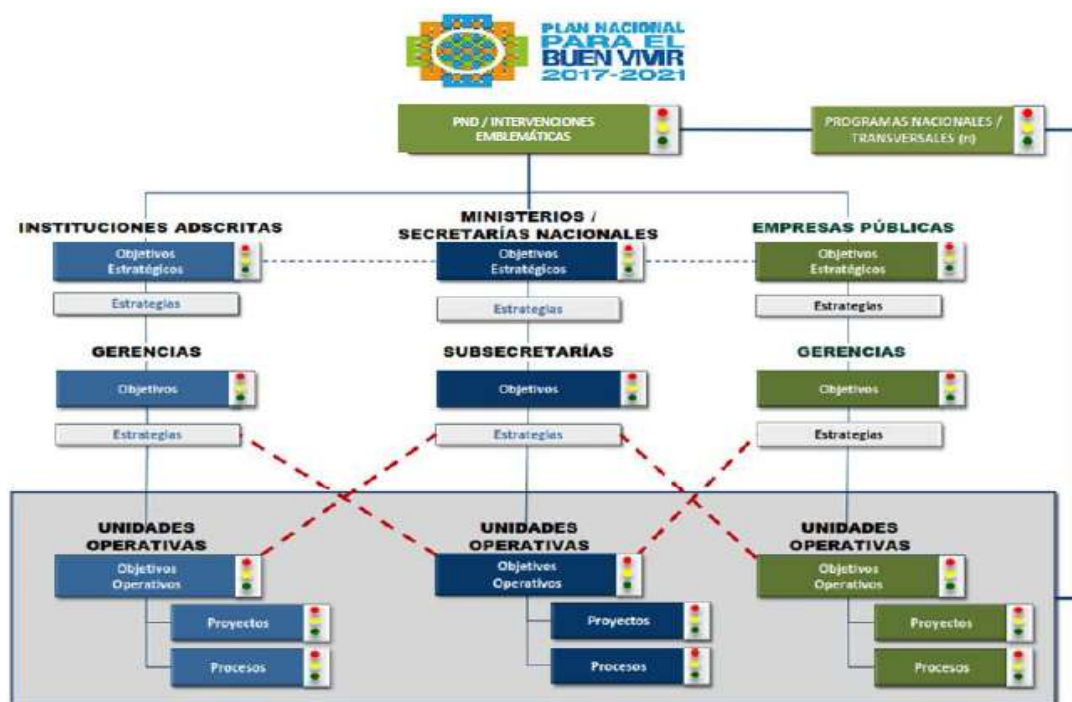 PLAN NACIONAL
PARA EL
BUEN VIVIR
2017-2021
PND / INTERVENCIONES
EMBLEMÁTICAS
PROGRAMAS NACIONALES /
TRANSVERSALES (n)
INSTITUCIONES ADSCRITAS
MINISTERIOS /
SECRETARÍAS NACIONALES
EMPRESAS PÚBLICAS
Objetivos
Estratégicos
Objetivos
Estratégicos
Objetivos
Estratégicos
Estrategias
Estrategias
Estrategias
GERENCIAS
SUBSECRETARÍAS
GERENCIAS
Objetivos
Objetivos
Objetivos
Estrategias
Estrategias
Estrategias
UNIDADES
OPERATIVAS
UNIDADES
OPERATIVAS
UNIDADES
OPERATIVAS
Objetivos
Operativos
Objetivos
Operativos
Objetivos
Operativos
Proyectos
Proyectos
Proyectos
Procesos
Procesos
Procesos